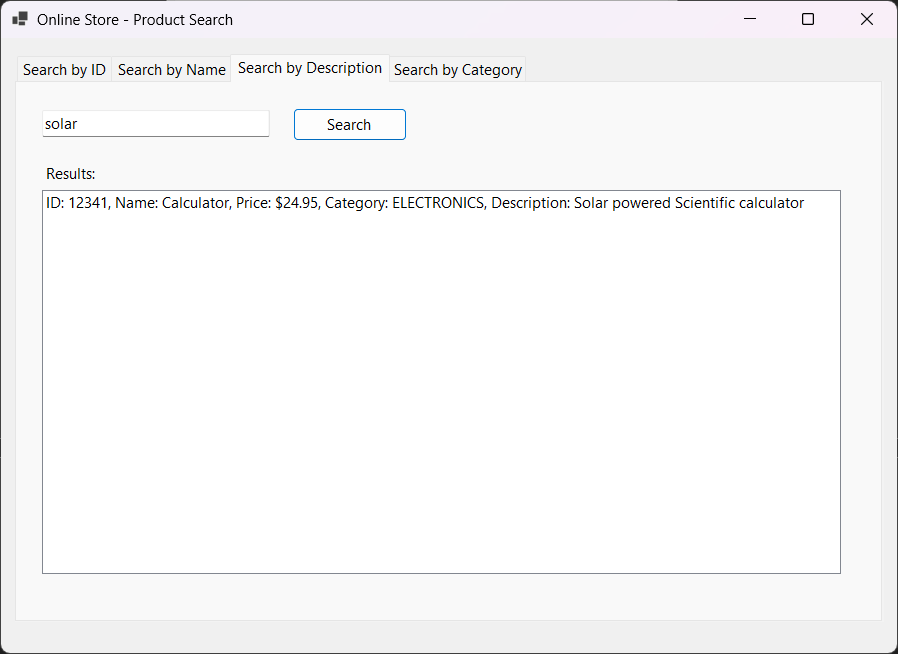 Online Store - Product Search
Search by ID Search by Name Search by Description Search by Category
solar Search
Results:
ID: 12341, Name: Calculator, Price: $24.95, Category: ELECTRONICS, Description: Solar powered Scientific calculator